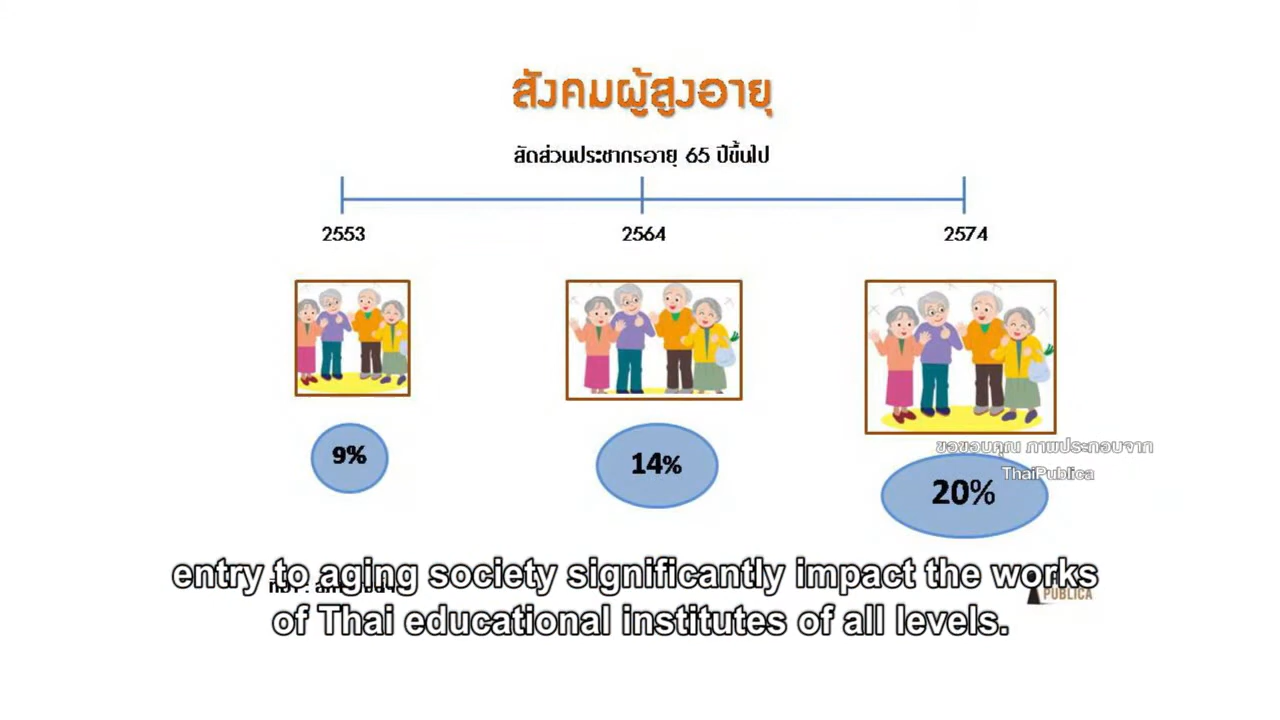 สังคมผู้สูงอายุ
สัดส่วนประชากรอายุ 65 ปีขึ้นไป
2553 2564 2574
9% 14% 20%
ขอขอบคุณ ภาพประกอบจาก
ThaiPublica
entry to aging society significantly impact the works
PUBLICA
of Thai educational institutes of all levels.